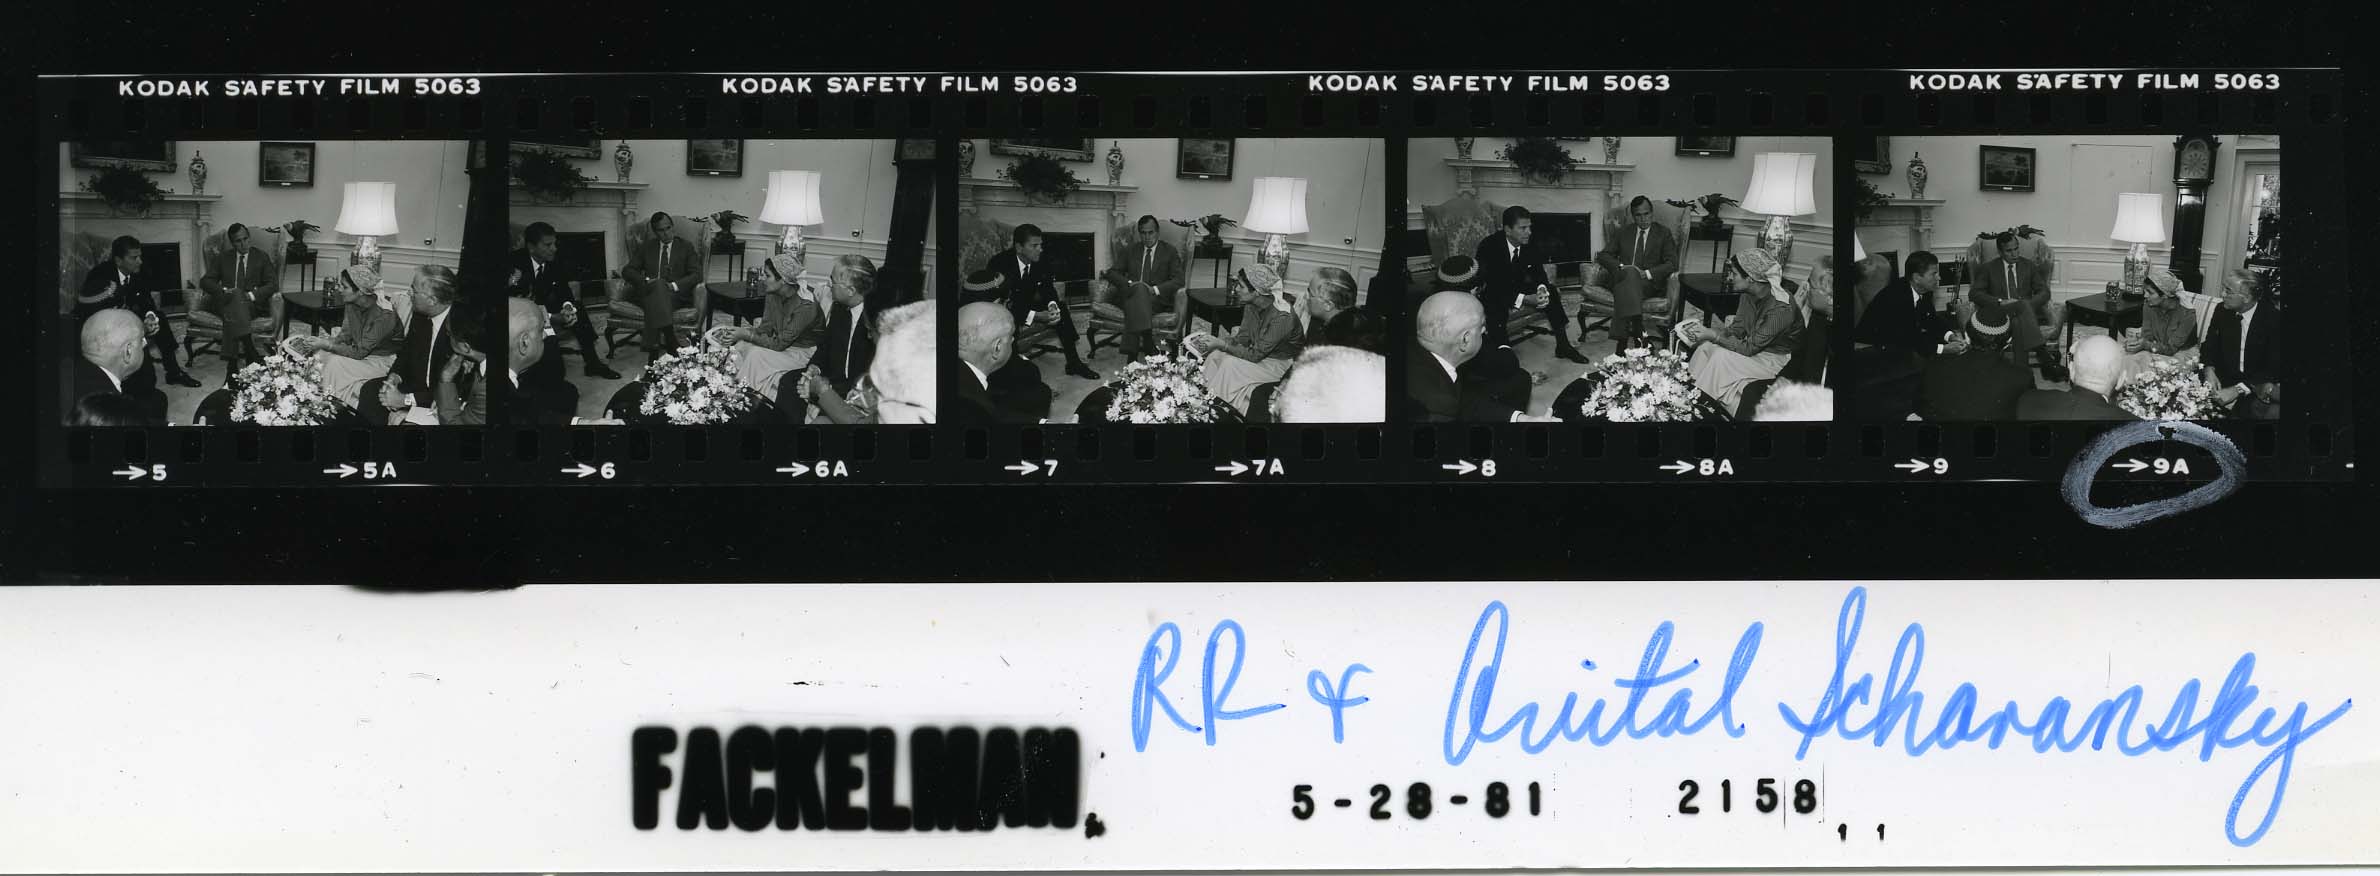 KODAK SAFETY FILM 5063 KODAK SAFETY FILM 5063 KODAK SAFETY FILM 5063 KODAK SAFETY FILM 5063
→5 →5A →6 →6A →7 →7A →8 →8A →9 →9A
RR & Avital Scharansky
FACKELMAN
5-28-81 2158